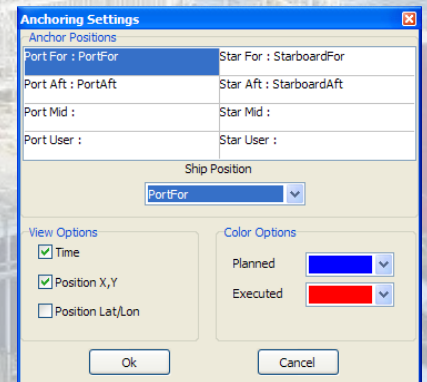 Anchoring Settings
Anchor Positions
Port For : PortFor Star For : StarboardFor
Port Aft : PortAft Star Aft : StarboardAft
Port Mid : Star Mid :
Port User : Star User :
Ship Position
PortFor
View Options Color Options
Time
Planned
Position X,Y
Executed
Position Lat/Lon
Ok Cancel